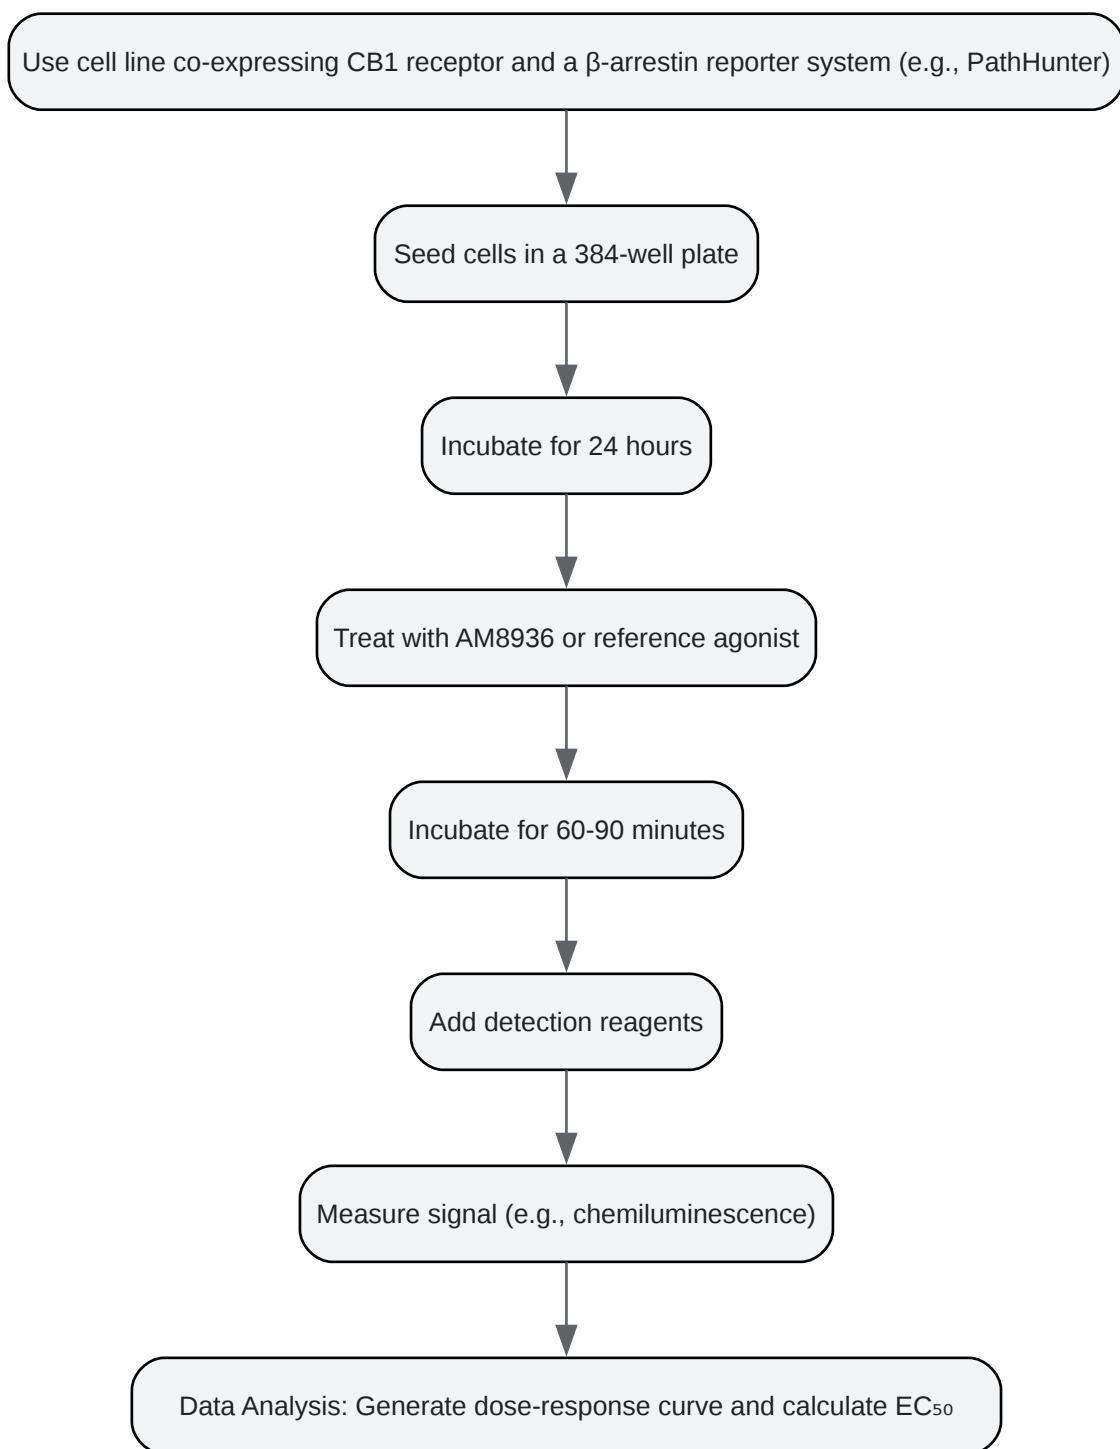 Use cell line co-expressing CB1 receptor and a β-arrestin reporter system (e.g., PathHunter)
Seed cells in a 384-well plate
Incubate for 24 hours
Treat with AM8936 or reference agonist
Incubate for 60-90 minutes
Add detection reagents
Measure signal (e.g., chemiluminescence)
Data Analysis: Generate dose-response curve and calculate EC₅₀